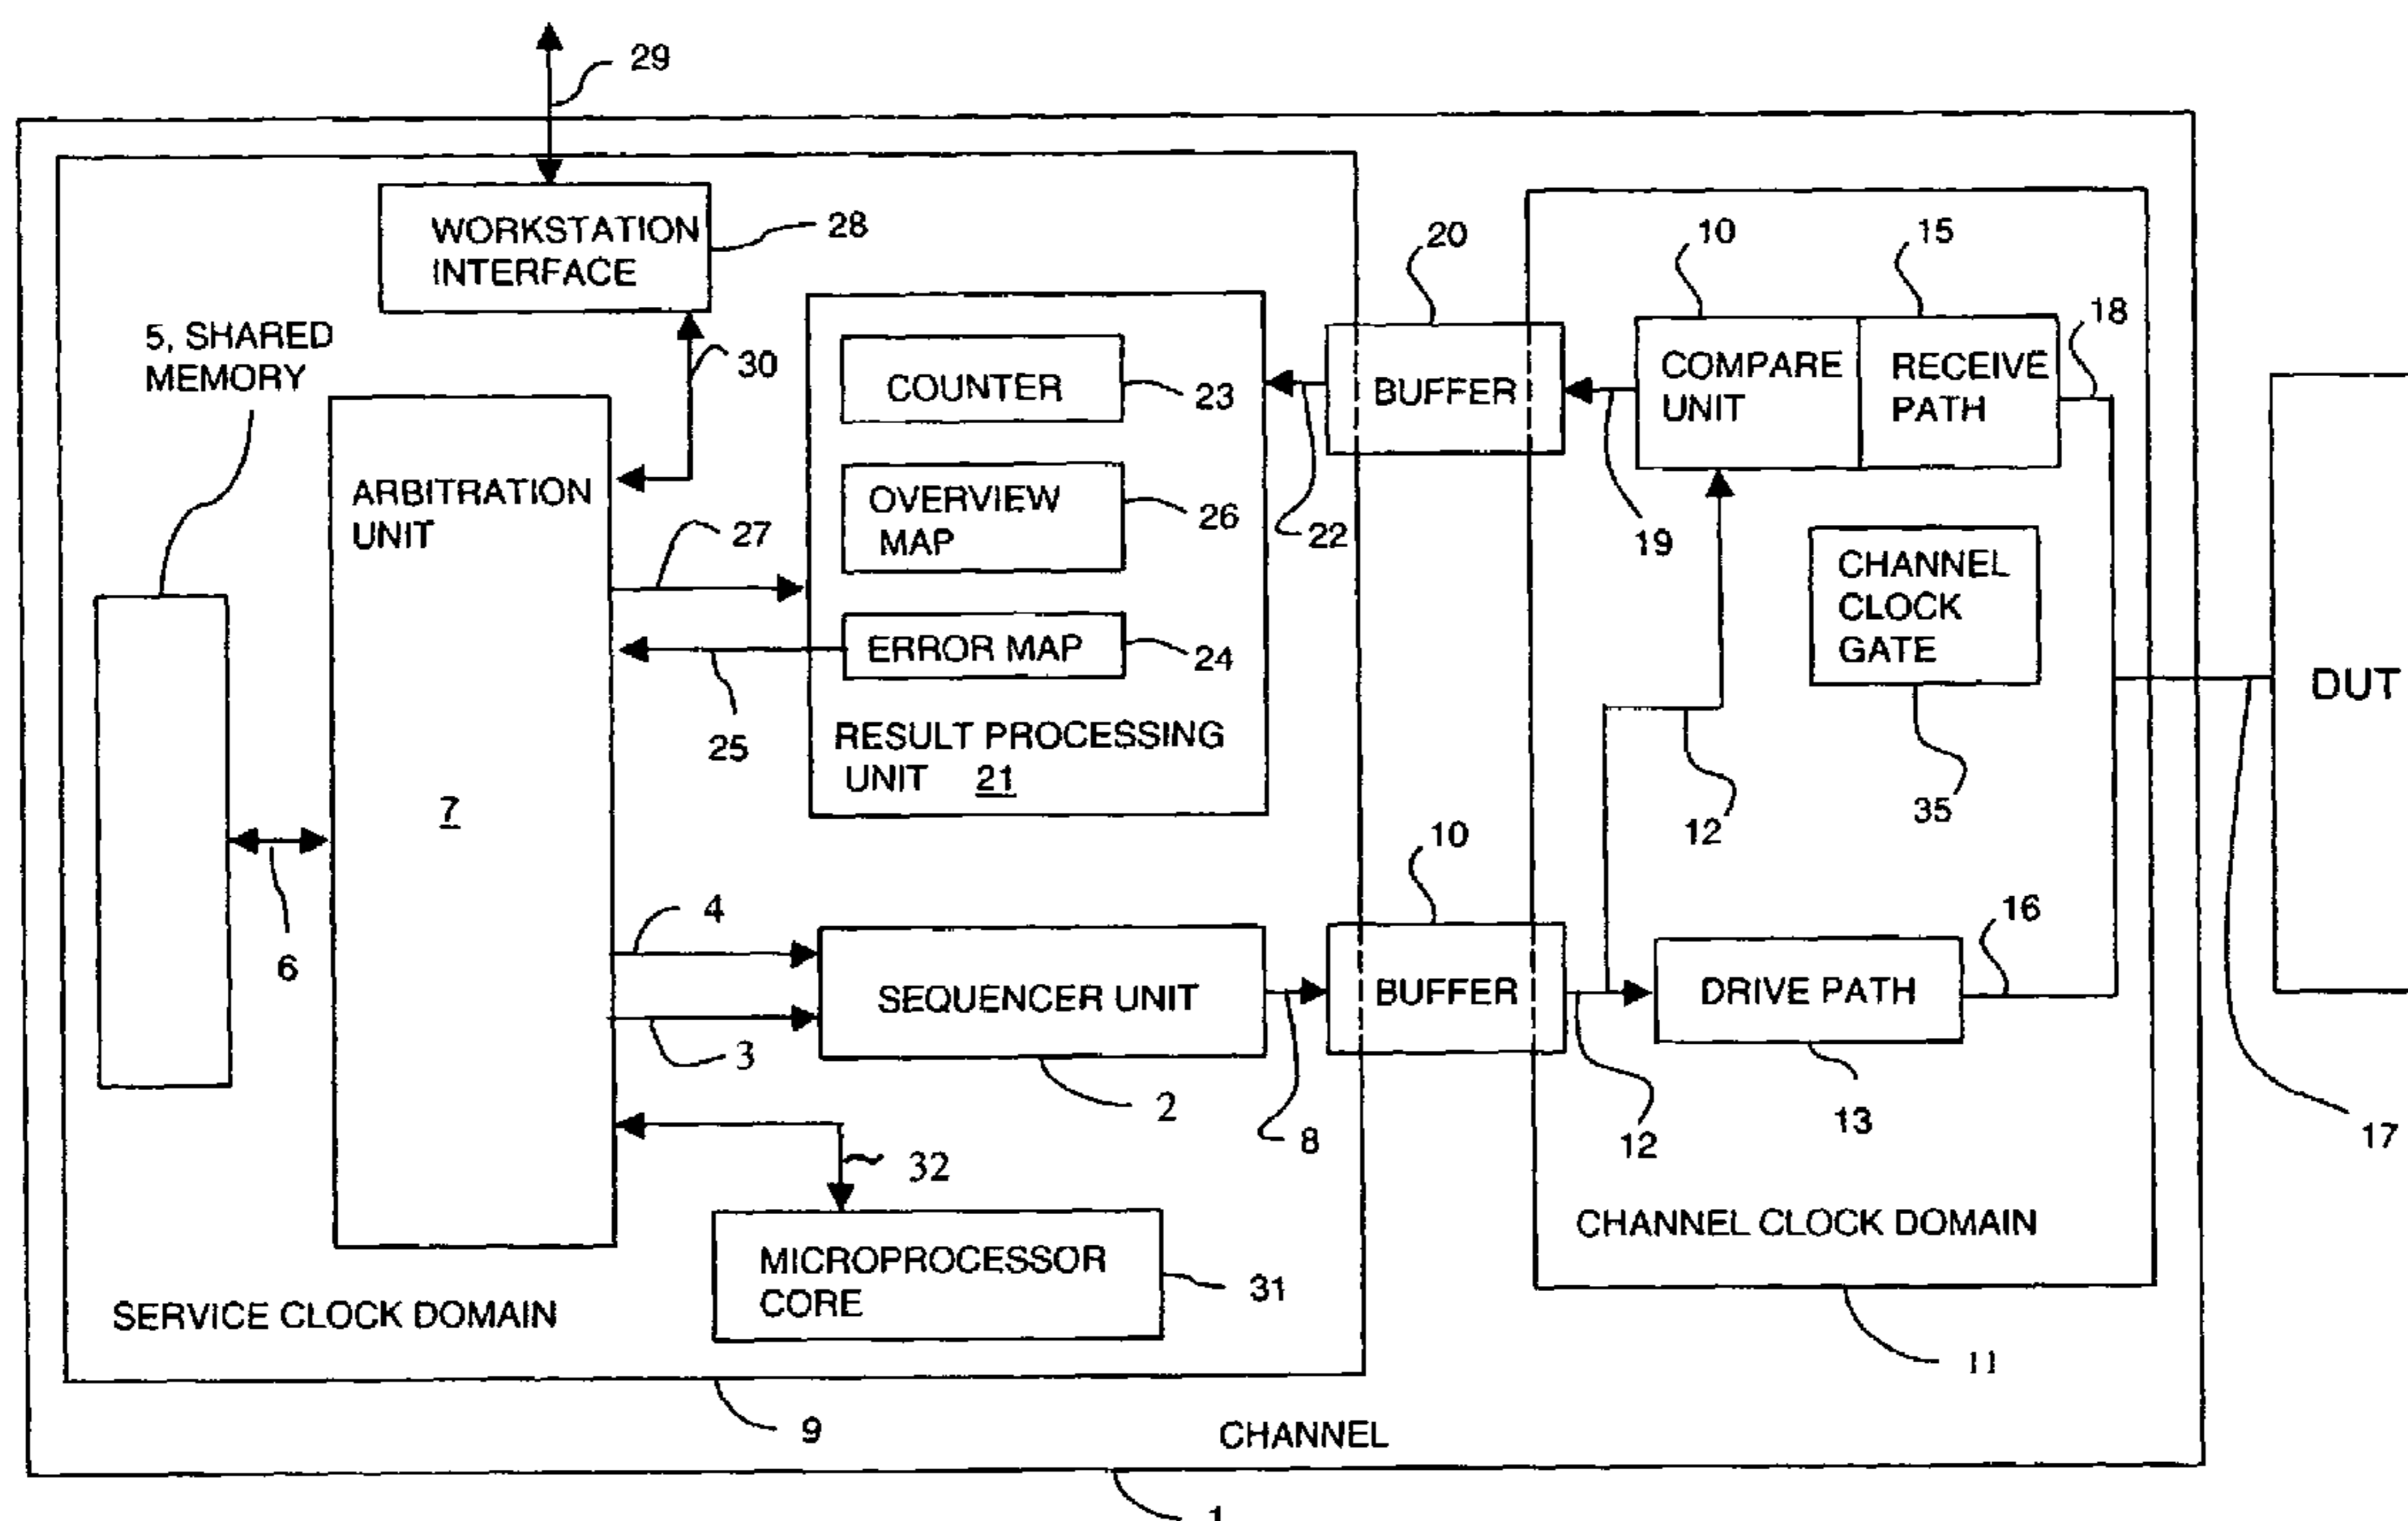 29
WORKSTATION
INTERFACE
28
5, SHARED
MEMORY
30
ARBITRATION
UNIT
7
27
25
6
4
3
COUNTER
23
OVERVIEW
MAP
26
ERROR MAP
24
RESULT PROCESSING
UNIT 21
SEQUENCER UNIT
2
32
MICROPROCESSOR
CORE
31
SERVICE CLOCK DOMAIN
9
20
BUFFER
22
19
10
BUFFER
8
12
10
COMPARE
UNIT
15
RECEIVE
PATH
18
CHANNEL
CLOCK
GATE
35
12
DRIVE PATH
13
16
CHANNEL CLOCK DOMAIN
11
DUT
17
CHANNEL
1